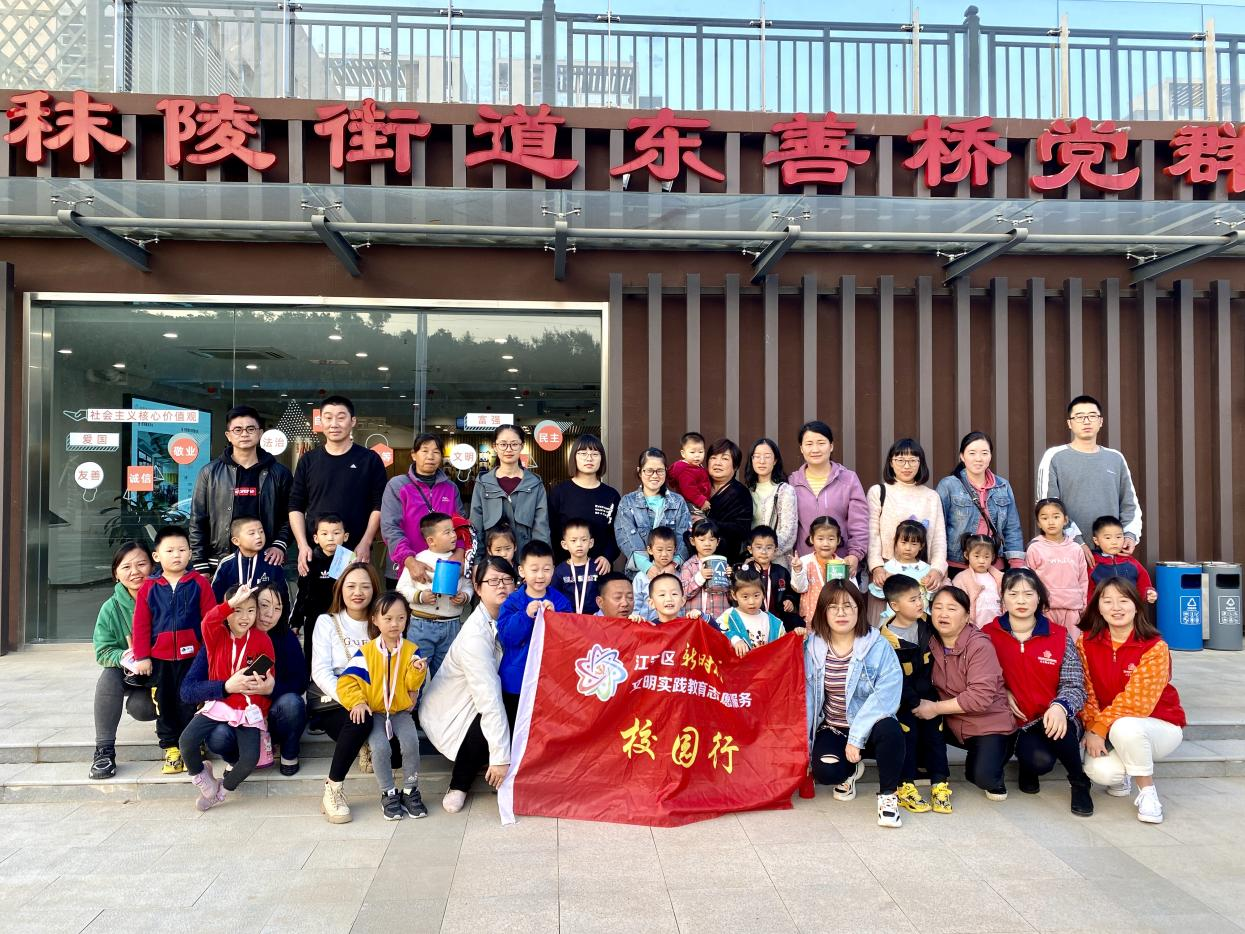 秣陵街道东善桥党群
社会主义核心价值观
爱国
敬业
友善
诚信
法治
文明
富强
民主
等
江宁区 新时代
文明实践教育志愿服务
校园行